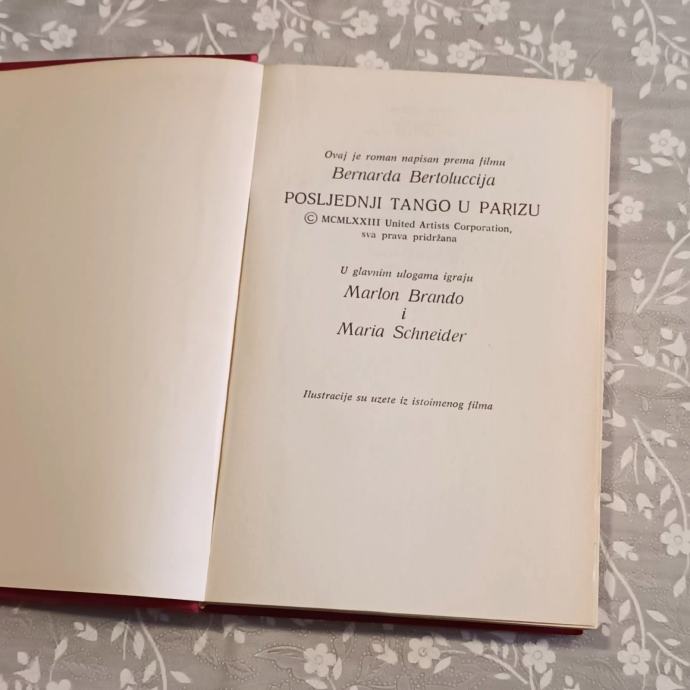 Ovaj je roman napisan prema filmu
Bernarda Bertoluccija
POSLJEDNJI TANGO U PARIZU
© MCMLXXIII United Artists Corporation,
sva prava pridržana
U glavnim ulogama igraju
Marlon Brando
i
Maria Schneider
Ilustracije su uzete iz istoimenog filma